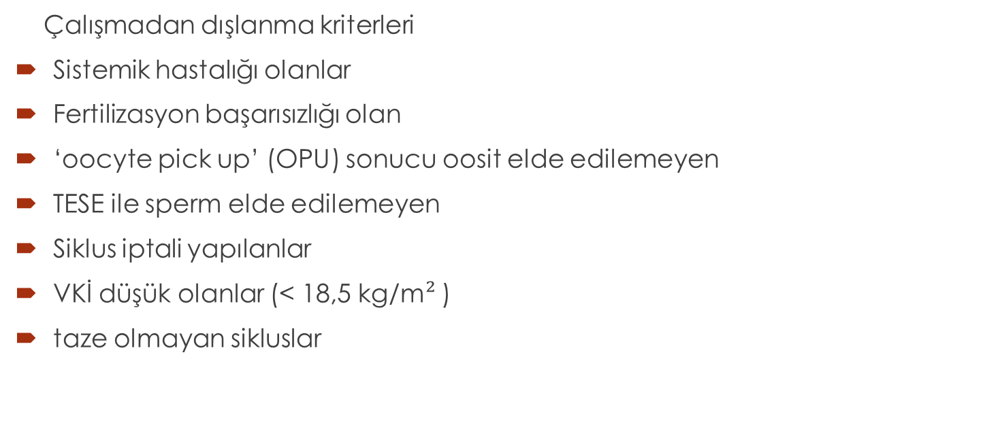 Çalışmadan dışlanma kriterleri
Sistemik hastalığı olanlar
Fertilizasyon başarısızlığı olan
‘oocyte pick up’ (OPU) sonucu oosit elde edilemeyen
TESE ile sperm elde edilemeyen
Siklus iptali yapılanlar
VKİ düşük olanlar (< 18,5 kg/m² )
taze olmayan sikluslar